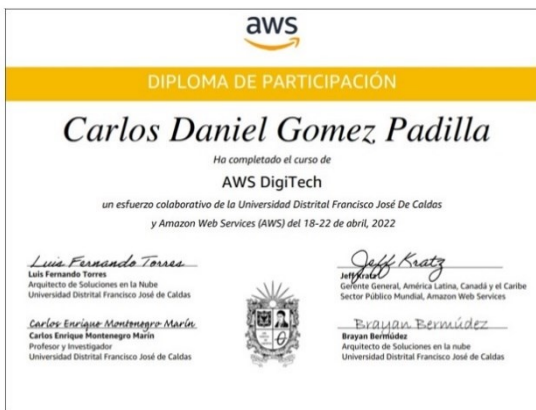 aws
DIPLOMA DE PARTICIPACIÓN
Carlos Daniel Gomez Padilla
Ha completado el curso de
AWS DigiTech
un esfuerzo colaborativo de la Universidad Distrital Francisco José De Caldas
y Amazon Web Services (AWS) del 18-22 de abril, 2022
Luis Fernando Torres
Luis Fernando Torres
Arquitecto de Soluciones en la Nube
Universidad Distrital Francisco José de Caldas
Jeff Kratz
Jeff Kratz
Gerente General, América Latina, Canadá y el Caribe
Sector Público Mundial, Amazon Web Services
Carlos Enrique Montenegro Marín
Carlos Enrique Montenegro Marin
Profesor y Investigador
Universidad Distrital Francisco José de Caldas
Brayan Bermúdez
Brayan Bermúdez
Arquitecto de Soluciones en la nube
Universidad Distrital Francisco José de Caldas